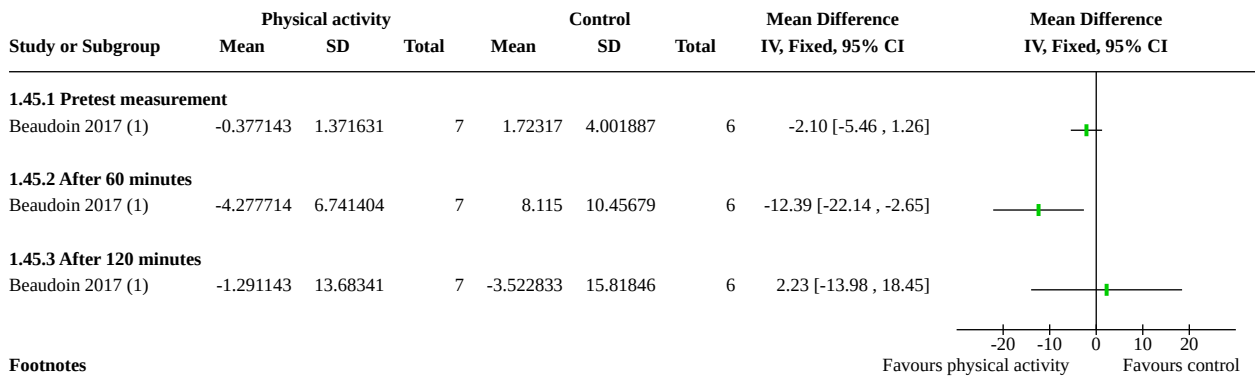 Physical activity Control Mean Difference Mean Difference
Study or Subgroup Mean SD Total Mean SD Total IV, Fixed, 95% CI IV, Fixed, 95% CI
1.45.1 Pretest measurement
Beaudoin 2017 (1) -0.377143 1.371631 7 1.72317 4.001887 6 -2.10 [-5.46 , 1.26]
1.45.2 After 60 minutes
Beaudoin 2017 (1) -4.277714 6.741404 7 8.115 10.45679 6 -12.39 [-22.14 , -2.65]
1.45.3 After 120 minutes
Beaudoin 2017 (1) -1.291143 13.68341 7 -3.522833 15.81846 6 2.23 [-13.98 , 18.45]
-20 -10 0 10 20
Footnotes Favours physical activity Favours control